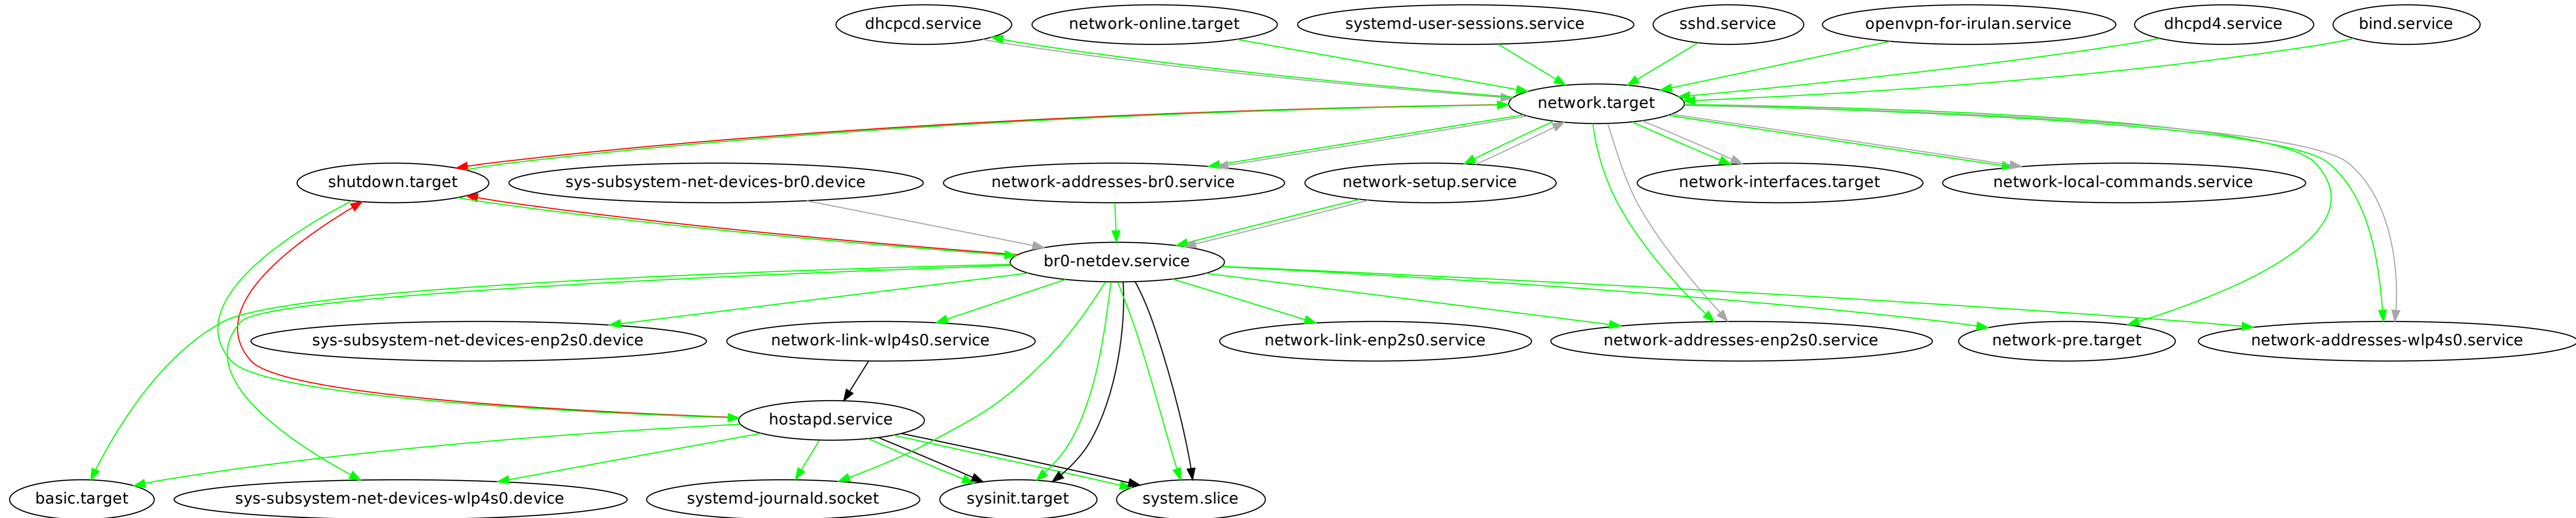 dhcpcd.service
network-online.target
systemd-user-sessions.service
sshd.service
openvpn-for-irulan.service
dhcpd4.service
bind.service
network.target
shutdown.target
sys-subsystem-net-devices-br0.device
network-addresses-br0.service
network-setup.service
network-interfaces.target
network-local-commands.service
br0-netdev.service
sys-subsystem-net-devices-enp2s0.device
network-link-wlp4s0.service
network-link-enp2s0.service
network-addresses-enp2s0.service
network-pre.target
network-addresses-wlp4s0.service
hostapd.service
basic.target
sys-subsystem-net-devices-wlp4s0.device
systemd-journald.socket
sysinit.target
system.slice